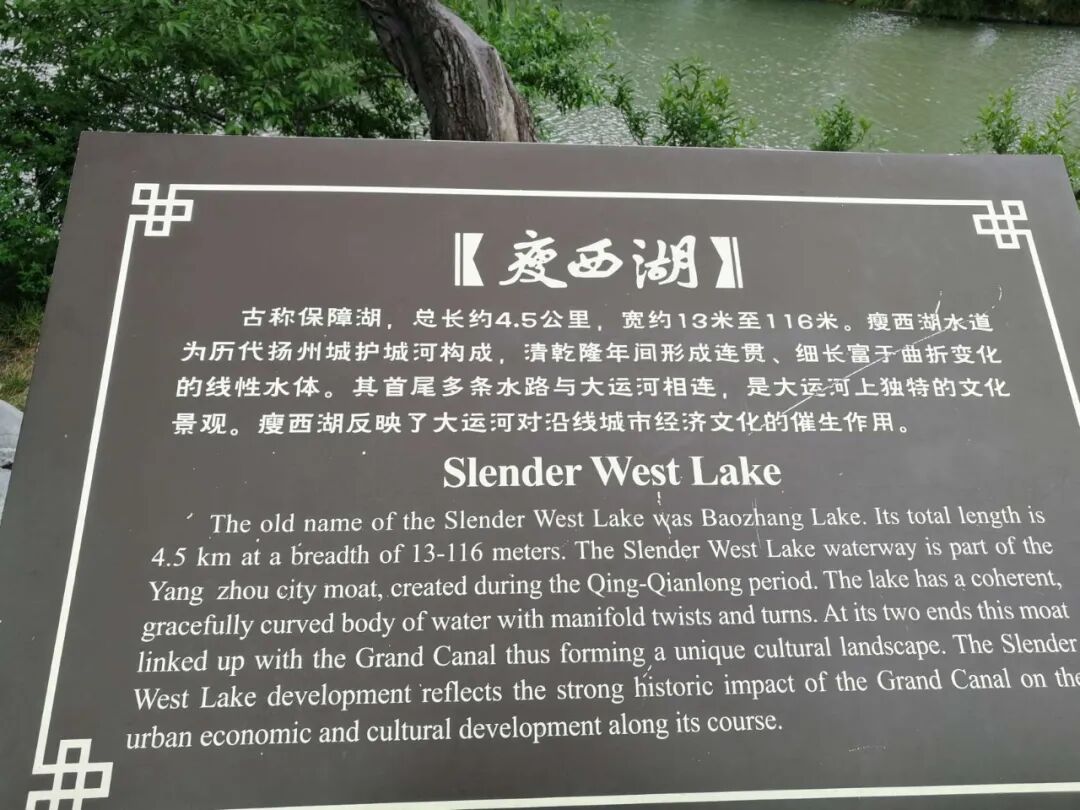 【瘦西湖】
古称保障湖，总长约4.5公里，宽约13米至116米。瘦西湖水道
为历代扬州城护城河构成，清乾隆年间形成连贯、细长富于曲折变化
的线性水体。其首尾多条水路与大运河相连，是大运河上独特的文化
景观。瘦西湖反映了大运河对沿线城市经济文化的催生作用。
Slender West Lake
The old name of the Slender West Lake was Baozhang Lake. Its total length is
4.5 km at a breadth of 13-116 meters. The Slender West Lake waterway is part of the
Yang zhou city moat, created during the Qing-Qianlong period. The lake has a coherent,
gracefully curved body of water with manifold twists and turns. At its two ends this moat
linked up with the Grand Canal thus forming a unique cultural landscape. The Slender
West Lake development reflects the strong historic impact of the Grand Canal on the
urban economic and cultural development along its course.